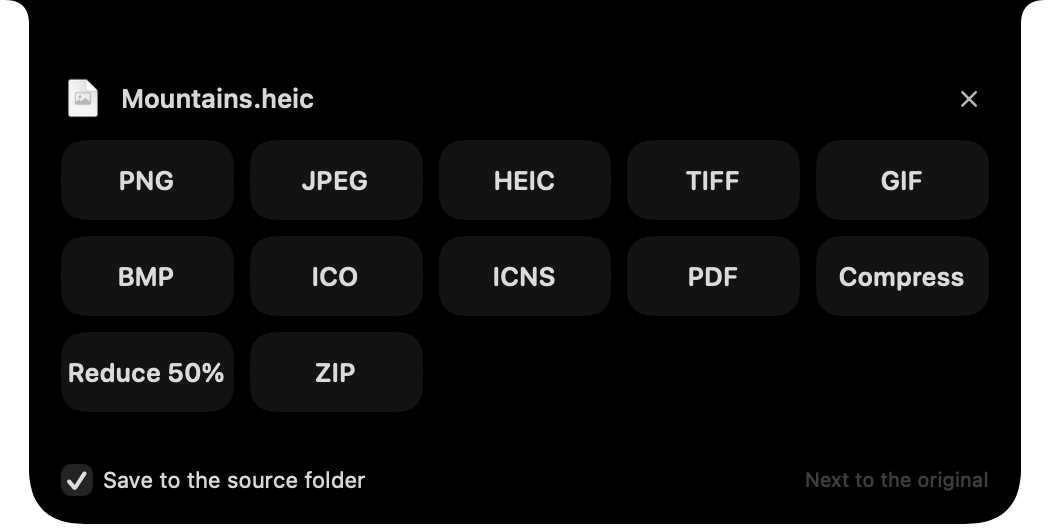 Mountains.heic
PNG JPEG HEIC TIFF GIF
BMP ICO ICNS PDF Compress
Reduce 50% ZIP
Save to the source folder Next to the original